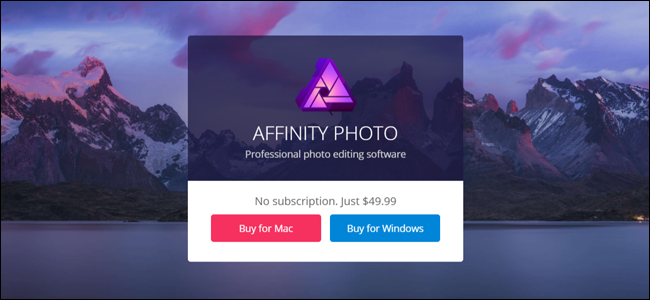 AFFINITY PHOTO
Professional photo editing software
No subscription. Just $49.99
Buy for Mac
Buy for Windows